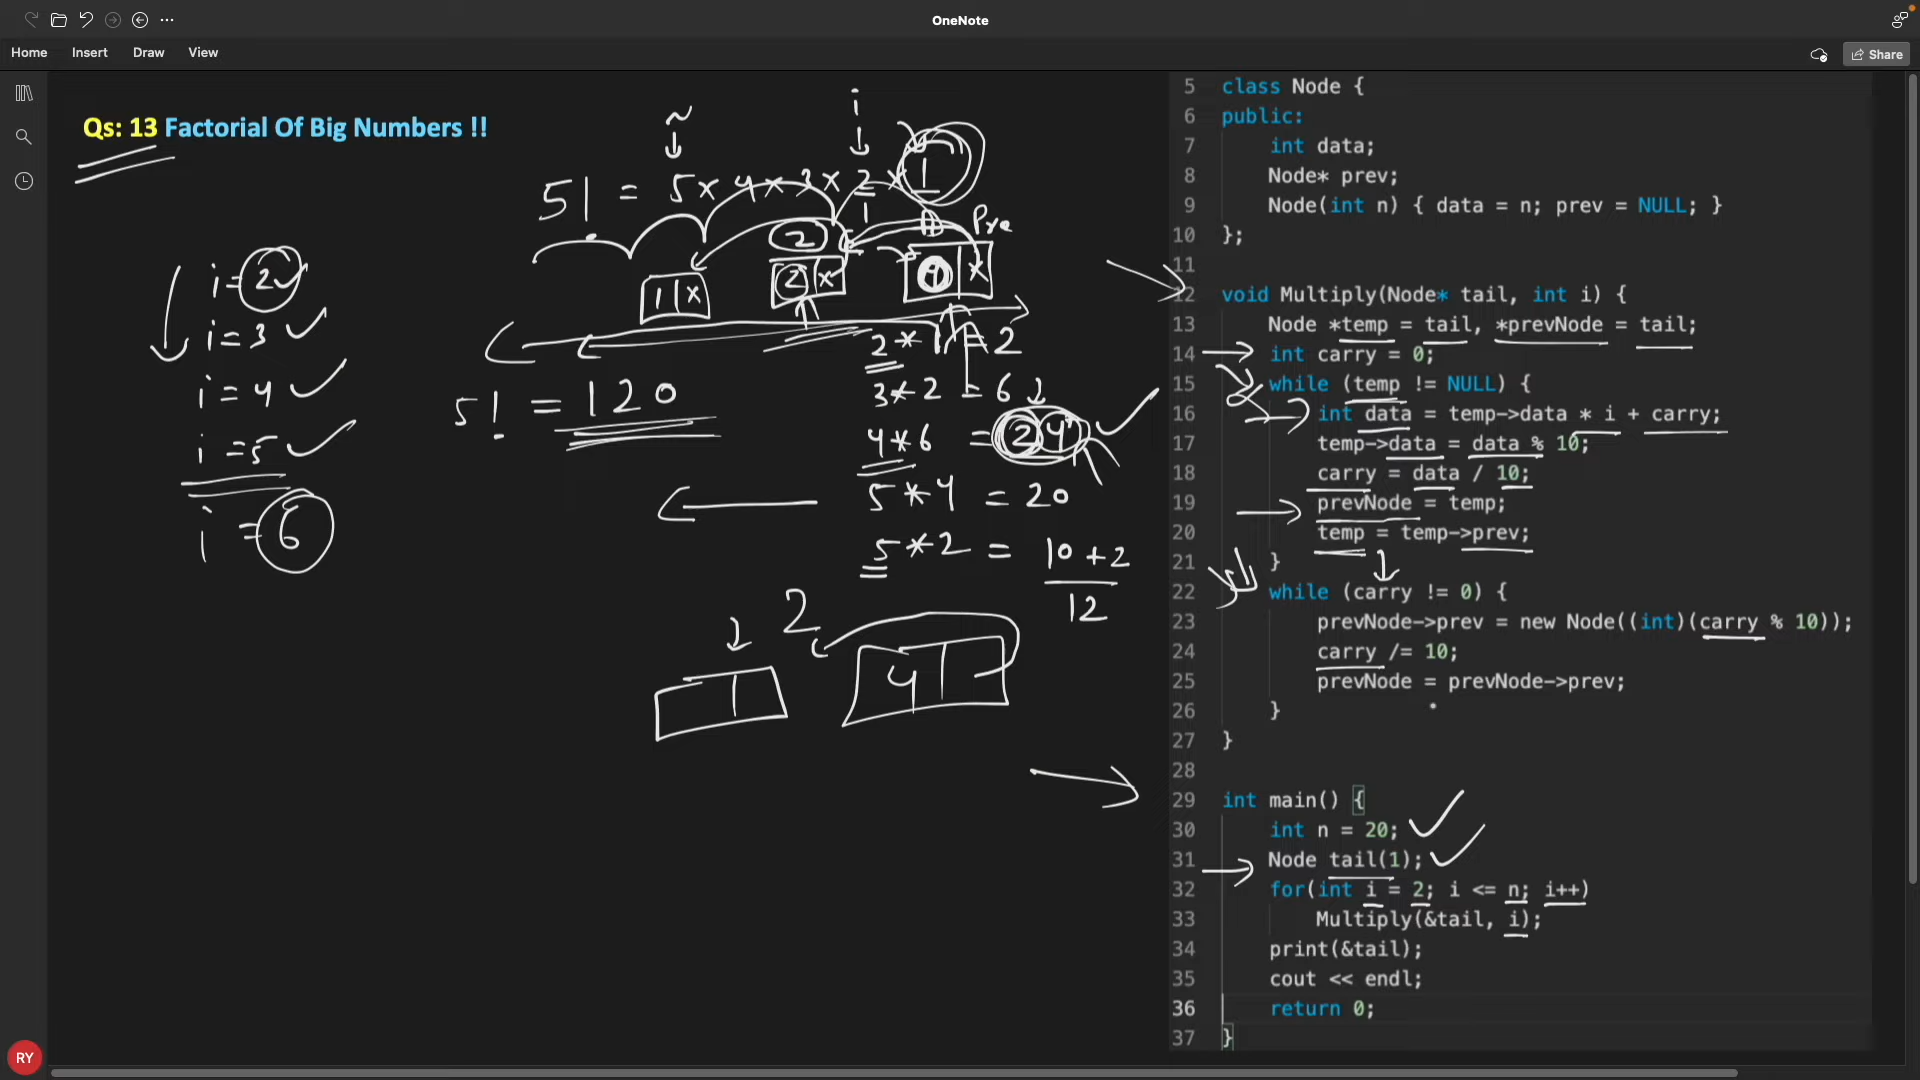 OneNote
Home Insert Draw View
Share
Qs: 13 Factorial Of Big Numbers !!
i
5! = 5 x 4 x 3 x 2 x 1
Pre
2
1 x
2 x
x
i = 2
i = 3
i = 4
i = 5
i = 6
5! = 120
2 * 1 = 2
3 * 2 = 6
4 * 6 = 24
5 * 4 = 20
5 * 2 = 10 + 2
12
2
4
5 class Node {
6 public:
7 int data;
8 Node* prev;
9 Node(int n) { data = n; prev = NULL; }
10 };
11
12 void Multiply(Node* tail, int i) {
13 Node *temp = tail, *prevNode = tail;
14 int carry = 0;
15 while (temp != NULL) {
16 int data = temp->data * i + carry;
17 temp->data = data % 10;
18 carry = data / 10;
19 prevNode = temp;
20 temp = temp->prev;
21 }
22 while (carry != 0) {
23 prevNode->prev = new Node((int)(carry % 10));
24 carry /= 10;
25 prevNode = prevNode->prev;
26 }
27 }
28
29 int main() {
30 int n = 20;
31 Node tail(1);
32 for(int i = 2; i <= n; i++)
33 Multiply(&tail, i);
34 print(&tail);
35 cout << endl;
36 return 0;
37 }
RY